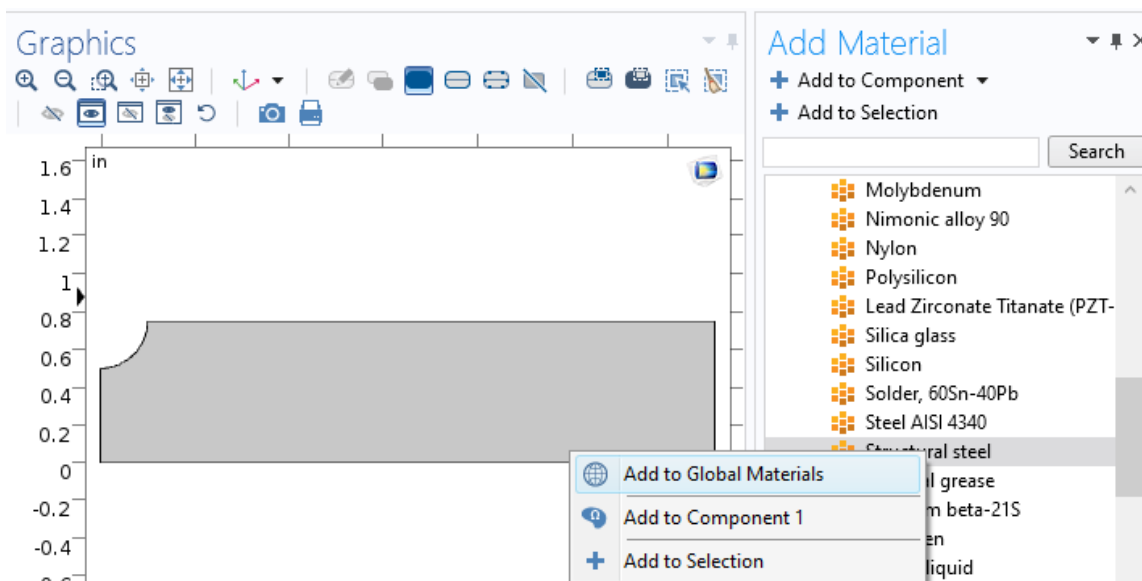 Graphics
Add Material
Add to Component
Add to Selection
Search
in
1.6
1.4
1.2
1
0.8
0.6
0.4
0.2
0
-0.2
-0.4
Molybdenum
Nimonic alloy 90
Nylon
Polysilicon
Lead Zirconate Titanate (PZT-
Silica glass
Silicon
Solder, 60Sn-40Pb
Steel AISI 4340
Structural steel
l grease
m beta-21S
en
liquid
Add to Global Materials
Add to Component 1
Add to Selection